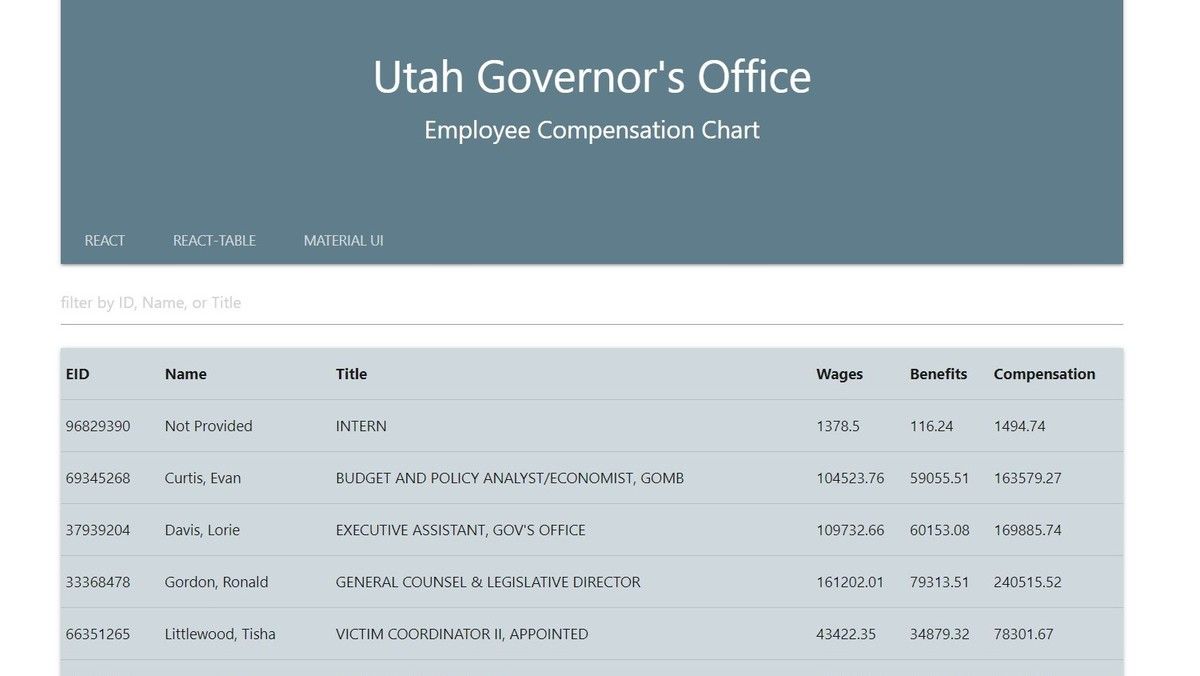 Utah Governor's Office
Employee Compensation Chart
REACT REACT-TABLE MATERIAL UI
filter by ID, Name, or Title
EID Name Title Wages Benefits Compensation
96829390 Not Provided INTERN 1378.5 116.24 1494.74
69345268 Curtis, Evan BUDGET AND POLICY ANALYST/ECONOMIST, GOMB 104523.76 59055.51 163579.27
37939204 Davis, Lorie EXECUTIVE ASSISTANT, GOV'S OFFICE 109732.66 60153.08 169885.74
33368478 Gordon, Ronald GENERAL COUNSEL & LEGISLATIVE DIRECTOR 161202.01 79313.51 240515.52
66351265 Littlewood, Tisha VICTIM COORDINATOR II, APPOINTED 43422.35 34879.32 78301.67